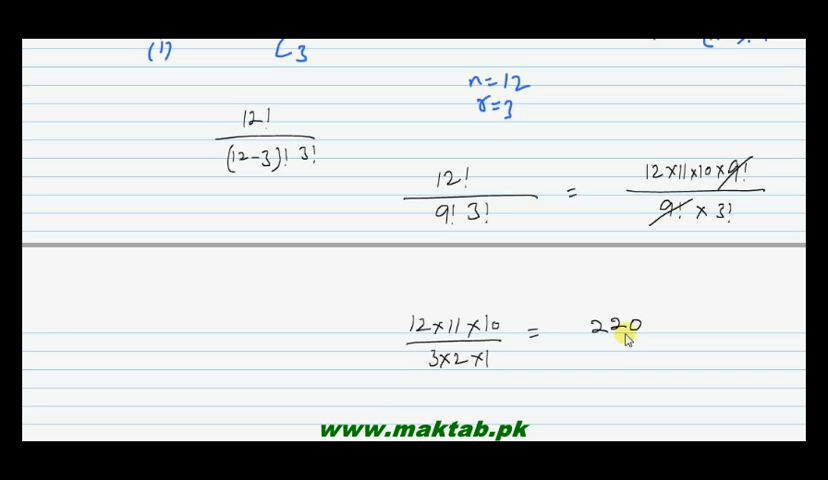 (1) C3
n=12
r=3
12!
(12-3)! 3!
12! = 12×11×10×9!
9! 3! 9! × 3!
12×11×10 = 220
3×2×1
www.maktab.pk